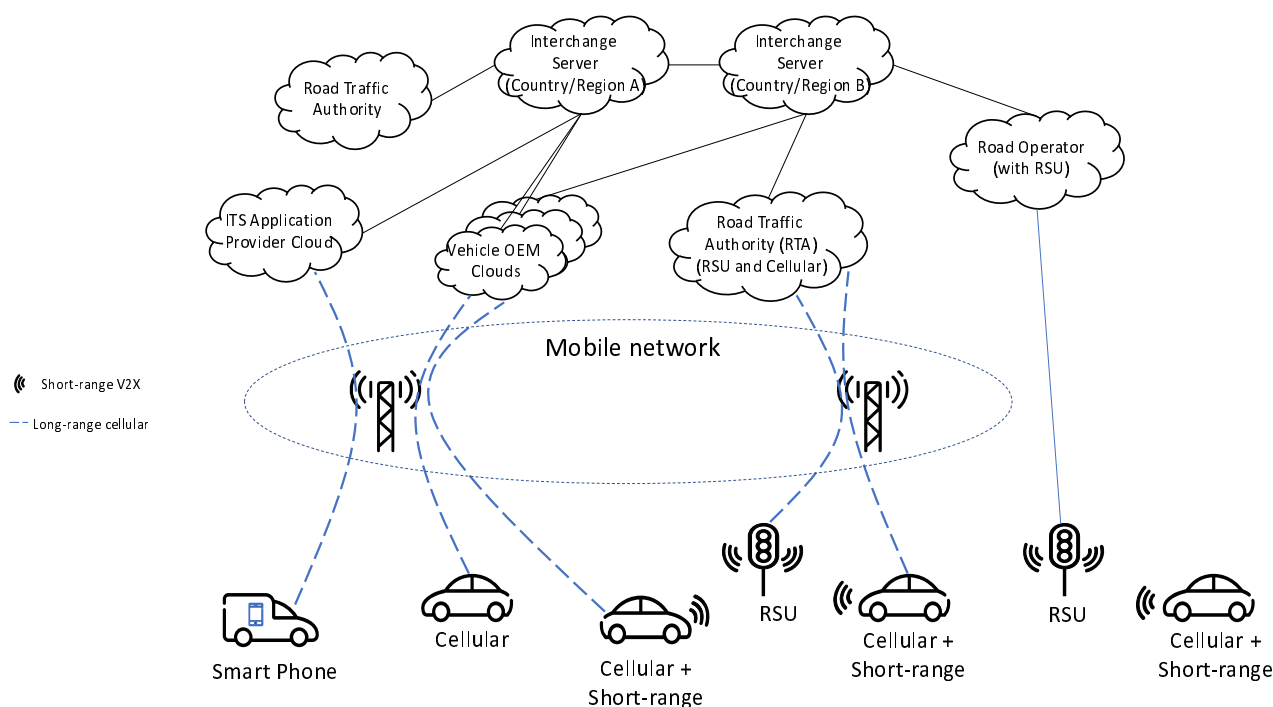 Interchange
Server
(Country/Region A)
Interchange
Server
(Country/Region B)
Road Traffic
Authority
Road Operator
(with RSU)
ITS Application
Provider Cloud
Vehicle OEM
Clouds
Road Traffic
Authority (RTA)
(RSU and Cellular)
Mobile network
Short-range V2X
Long-range cellular
RSU
RSU
Cellular
Smart Phone
Cellular +
Short-range
Cellular +
Short-range
Cellular +
Short-range